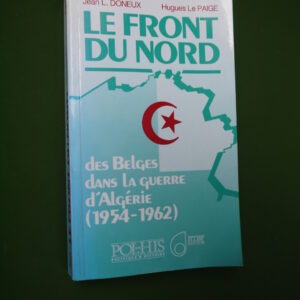 Jean L. DONEUX Hugues Le PAIGE
LE FRONT
DU NORD
des Belges
dans la guerre
d'Algérie
(1954-1962)
POL-HIS